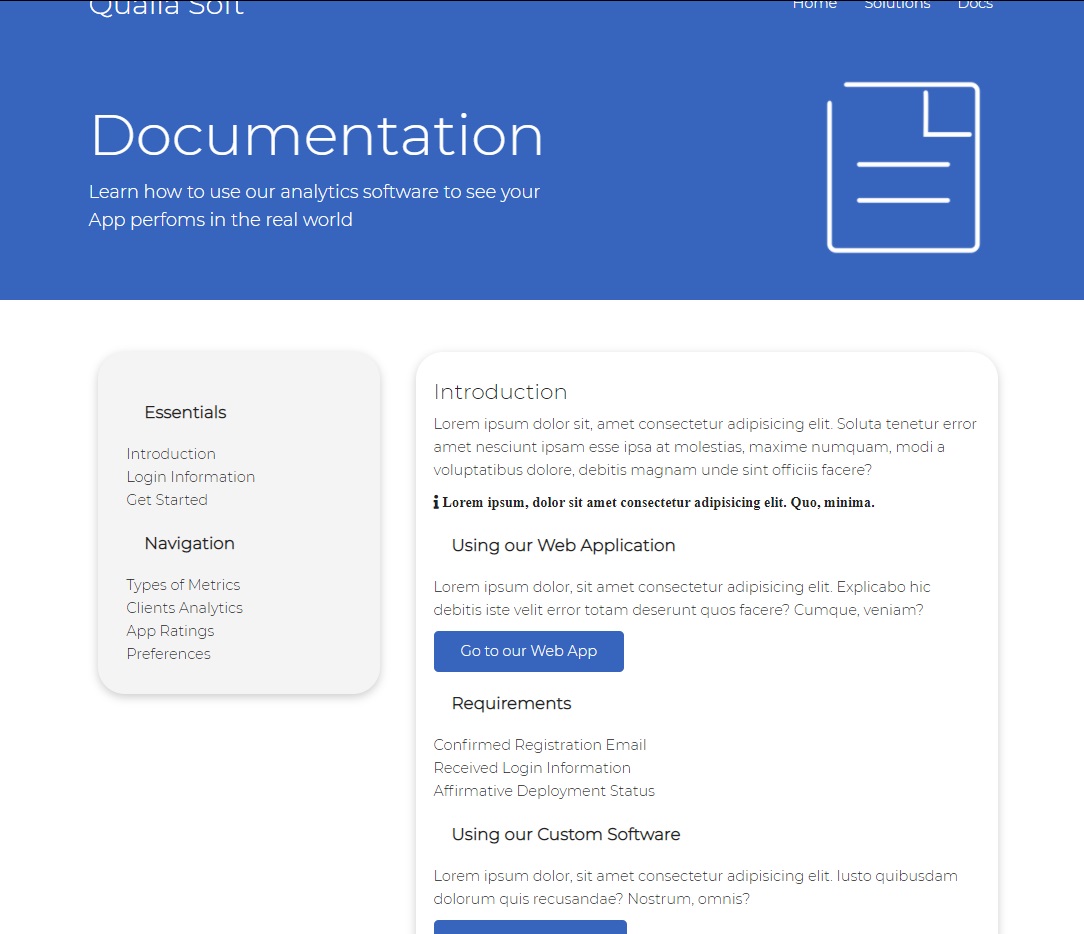 Qualia Soft
Home Solutions Docs
Documentation
Learn how to use our analytics software to see your
App perfoms in the real world
Essentials
Introduction
Login Information
Get Started
Navigation
Types of Metrics
Clients Analytics
App Ratings
Preferences
Introduction
Lorem ipsum dolor sit, amet consectetur adipisicing elit. Soluta tenetur error
amet nesciunt ipsam esse ipsa at molestias, maxime numquam, modi a
voluptatibus dolore, debitis magnam unde sint officiis facere?
Lorem ipsum, dolor sit amet consectetur adipisicing elit. Quo, minima.
Using our Web Application
Lorem ipsum dolor, sit amet consectetur adipisicing elit. Explicabo hic
debitis iste velit error totam deserunt quos facere? Cumque, veniam?
Go to our Web App
Requirements
Confirmed Registration Email
Received Login Information
Affirmative Deployment Status
Using our Custom Software
Lorem ipsum dolor, sit amet consectetur adipisicing elit. Iusto quibusdam
dolorum quis recusandae? Nostrum, omnis?